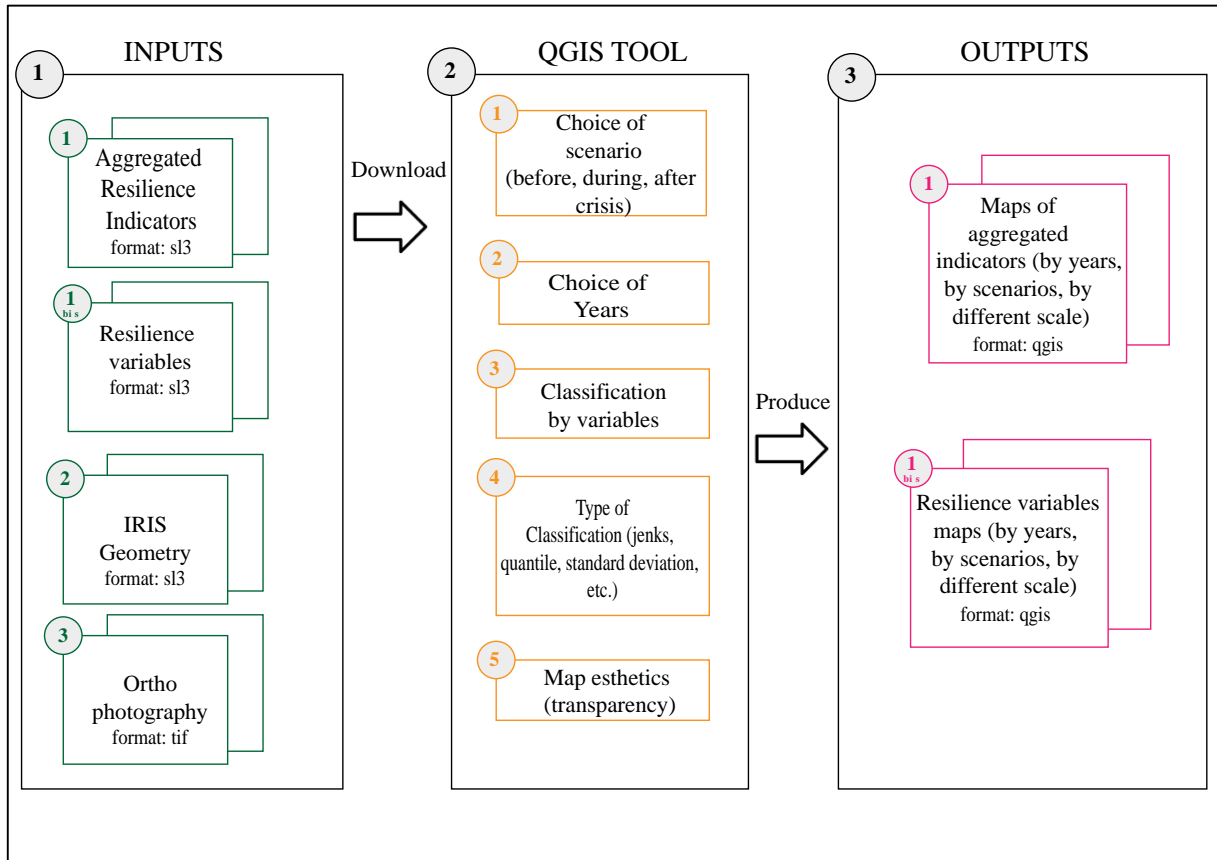 INPUTS
1
1
Aggregated
Resilience
Indicators
format: sl3
1
bi s
Resilience
variables
format: sl3
2
IRIS
Geometry
format: sl3
3
Ortho
photography
format: tif
Download
QGIS TOOL
2
1
Choice of
scenario
(before, during, after
crisis)
2
Choice of
Years
3
Classification
by variables
4
Type of
Classification (jenks,
quantile, standard deviation,
etc.)
5
Map esthetics
(transparency)
Produce
OUTPUTS
3
1
Maps of
aggregated
indicators (by years,
by scenarios, by
different scale)
format: qgis
1
bi s
Resilience variables
maps (by years,
by scenarios, by
different scale)
format: qgis